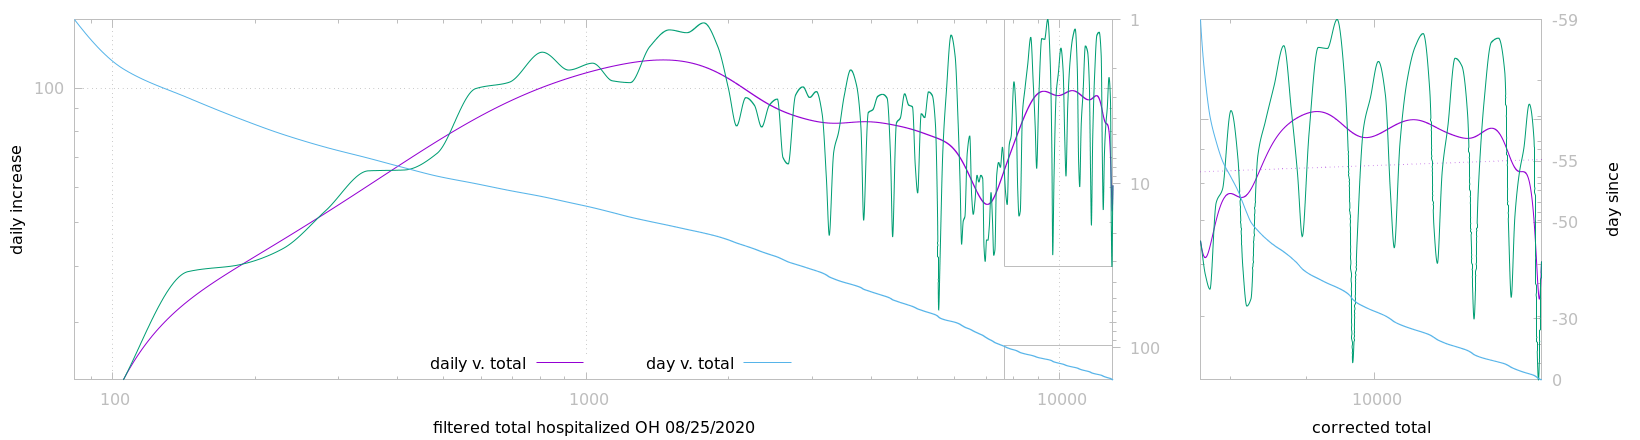 daily increase
100
100
1000
10000
1
10
100
daily v. total
day v. total
filtered total hospitalized OH 08/25/2020
10000
corrected total
-59
-55
-50
-30
0
day since